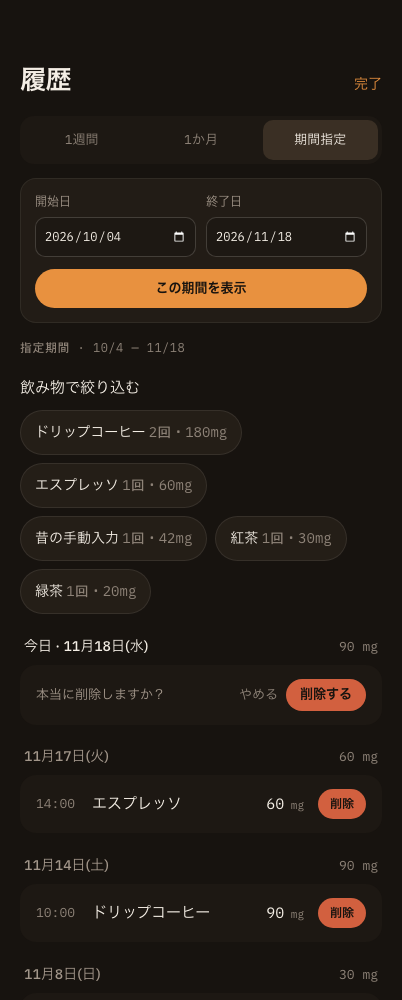 履歴
完了
1週間 1か月 期間指定
開始日 終了日
2026/10/04 2026/11/18
この期間を表示
指定期間 · 10/4 — 11/18
飲み物で絞り込む
ドリップコーヒー 2回・180mg
エスプレッソ 1回・60mg
昔の手動入力 1回・42mg 紅茶 1回・30mg
緑茶 1回・20mg
今日 · 11月18日(水) 90 mg
本当に削除しますか？ やめる 削除する
11月17日(火) 60 mg
14:00 エスプレッソ 60 mg 削除
11月14日(土) 90 mg
10:00 ドリップコーヒー 90 mg 削除
11月8日(日) 30 mg